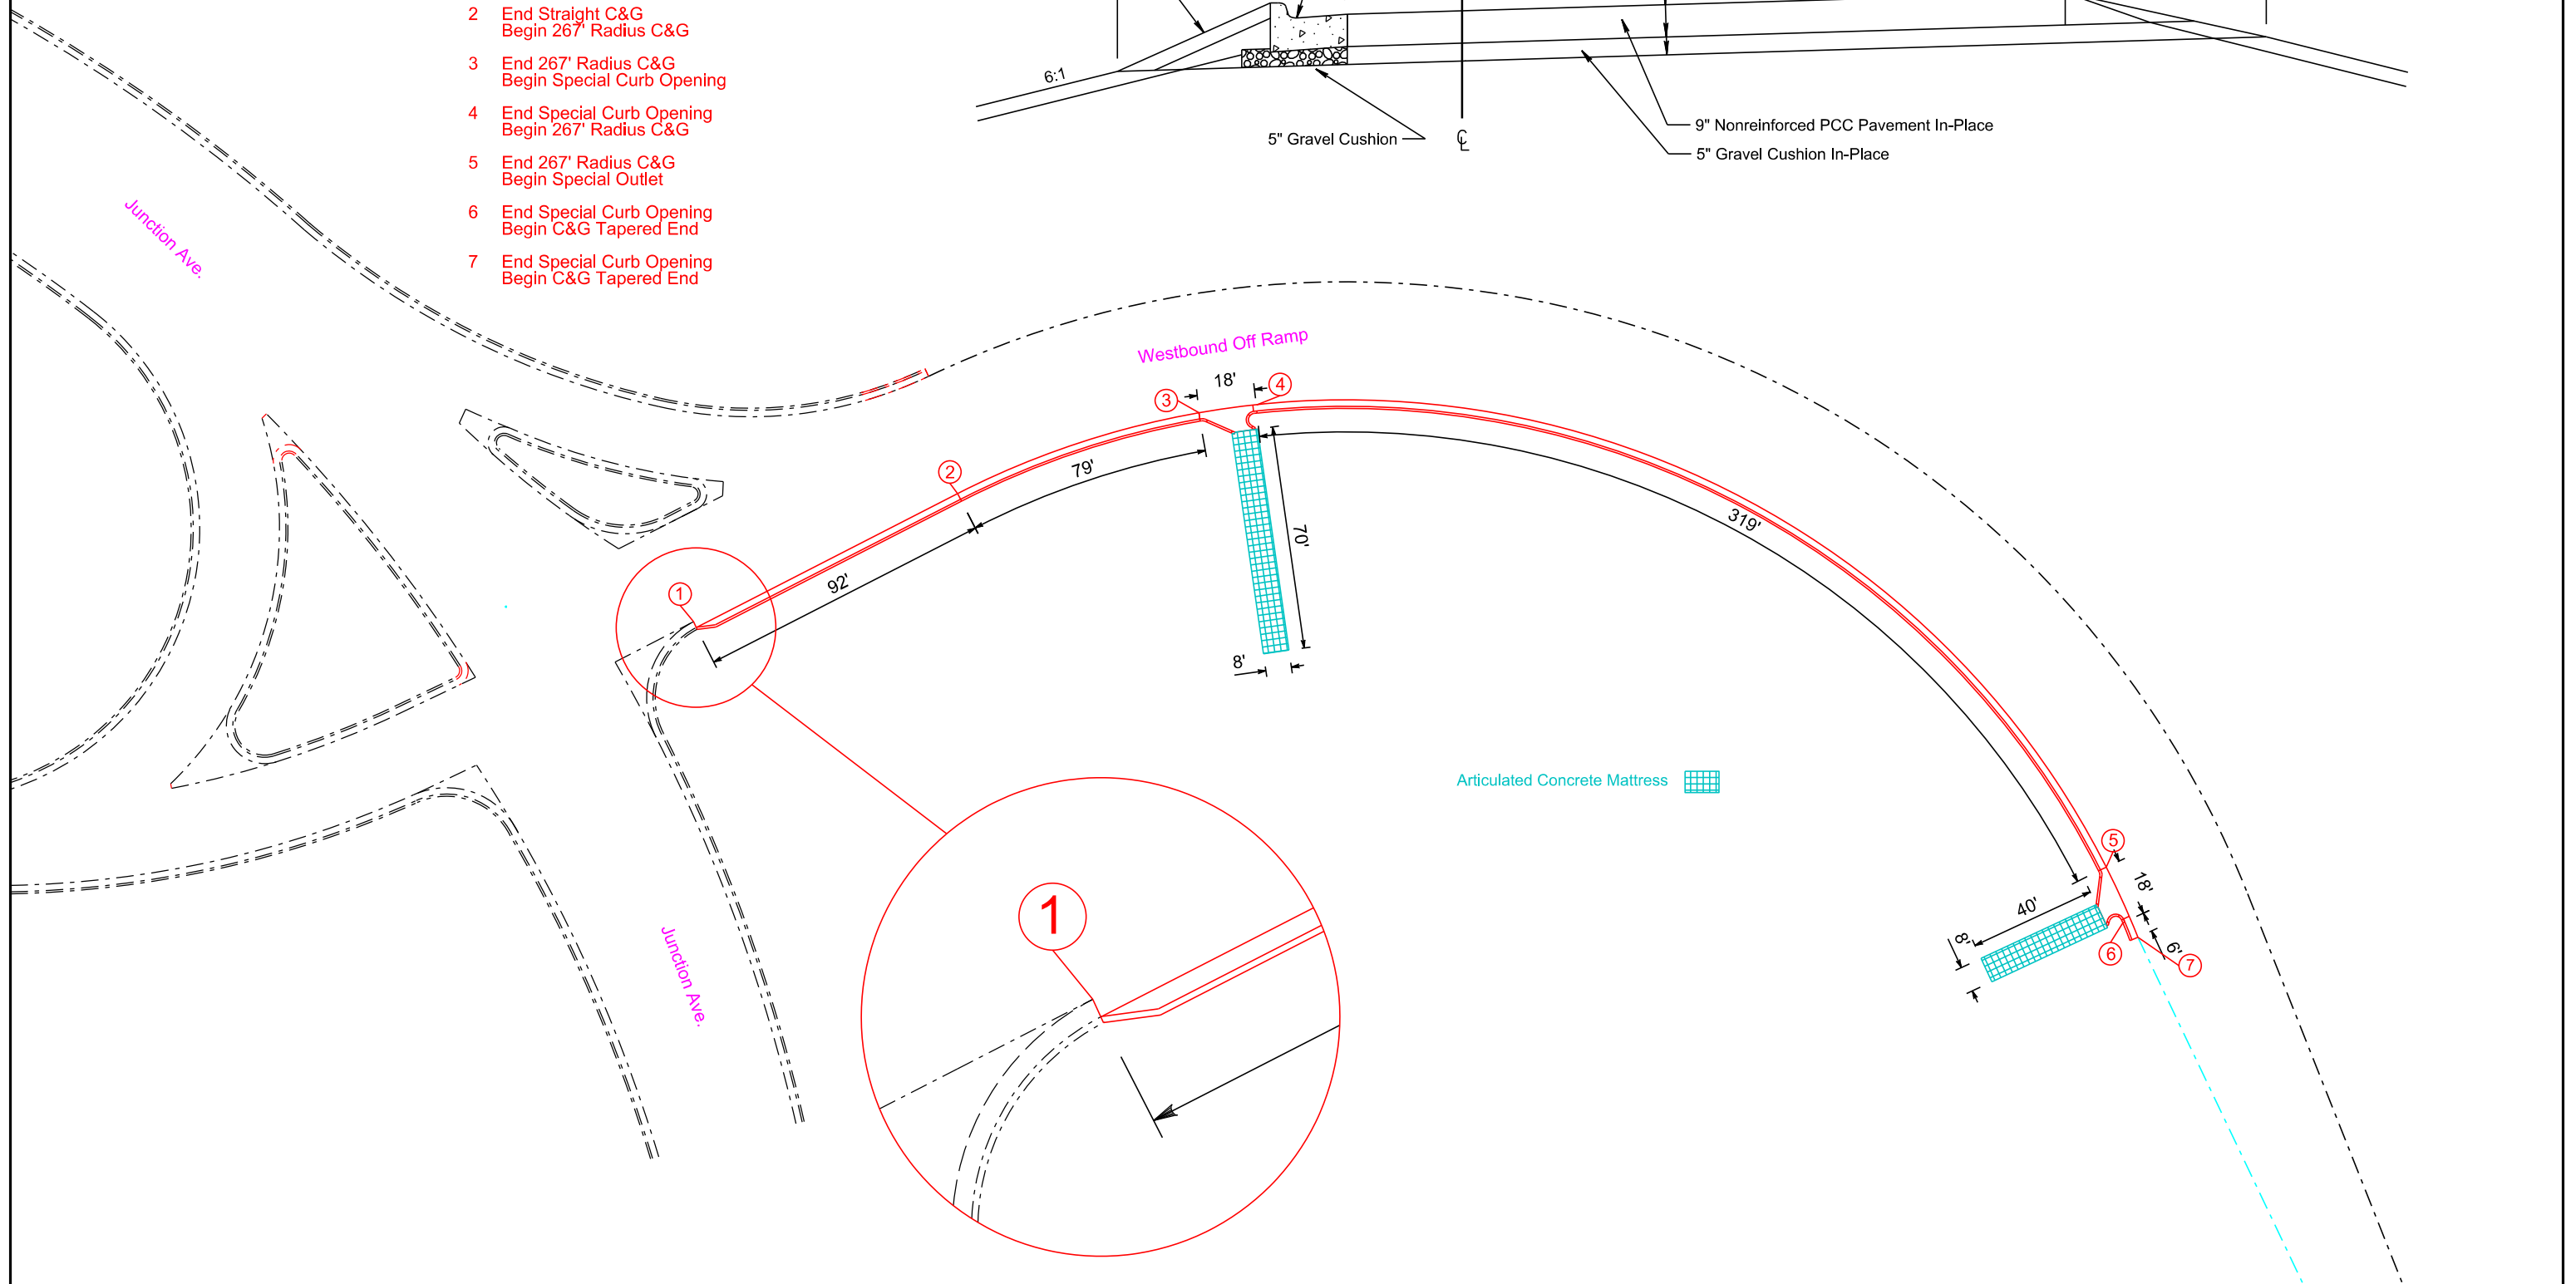 2 End Straight C&G
Begin 267' Radius C&G
3 End 267' Radius C&G
Begin Special Curb Opening
4 End Special Curb Opening
Begin 267' Radius C&G
5 End 267' Radius C&G
Begin Special Outlet
6 End Special Curb Opening
Begin C&G Tapered End
7 End Special Curb Opening
Begin C&G Tapered End
6:1
5" Gravel Cushion
℄
9" Nonreinforced PCC Pavement In-Place
5" Gravel Cushion In-Place
Junction Ave.
Westbound Off Ramp
18'
3
4
2
79'
70'
319'
92'
1
8'
Articulated Concrete Mattress
1
5
18'
40'
8'
6
6'
7
Junction Ave.